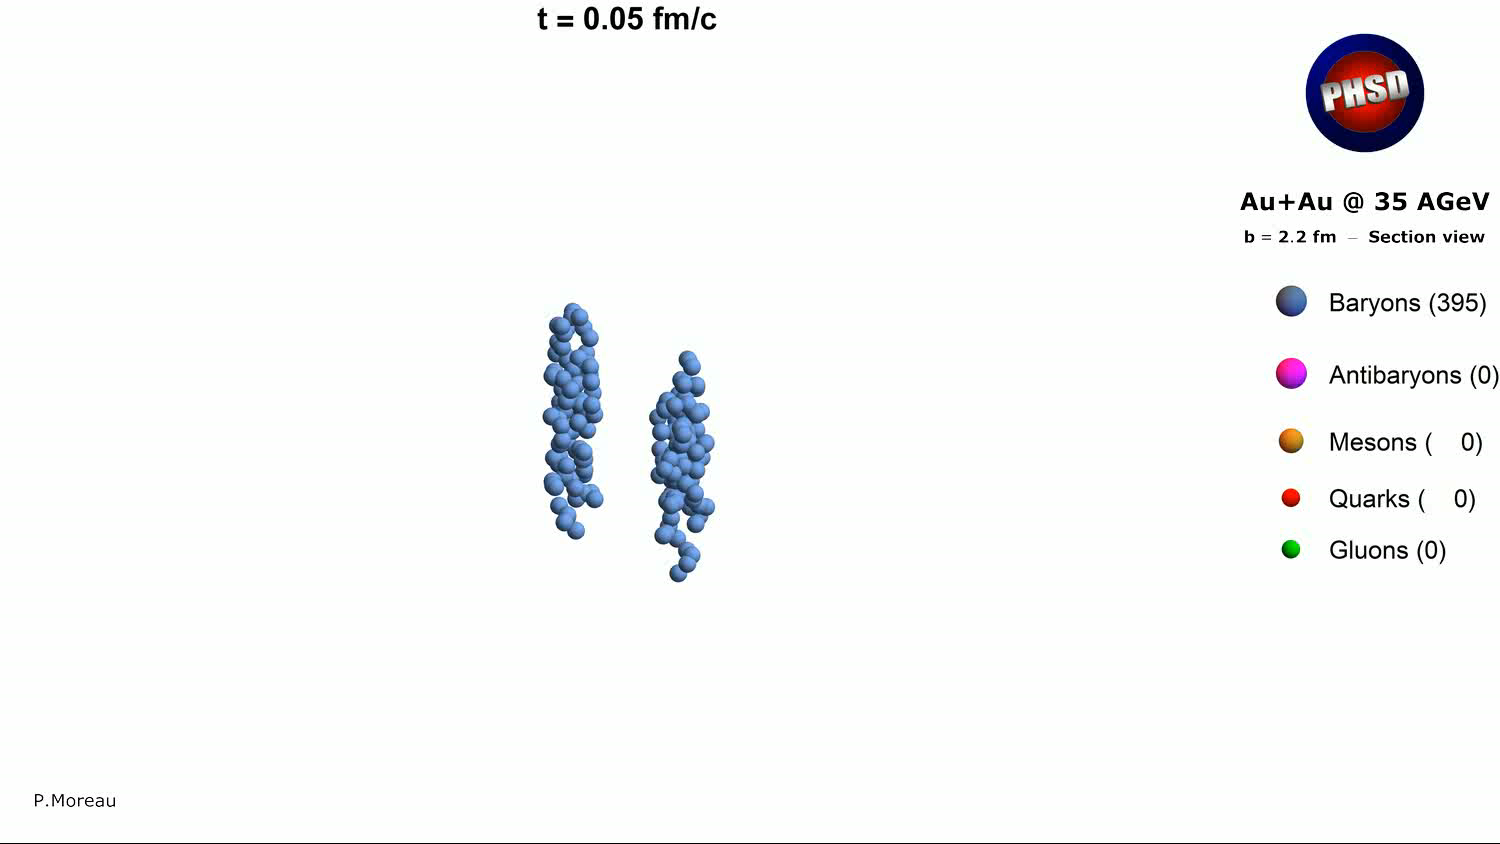 t = 0.05 fm/c
PHSD
Au+Au @ 35 AGeV
b = 2.2 fm – Section view
Baryons (395)
Antibaryons (0)
Mesons ( 0)
Quarks ( 0)
Gluons (0)
P.Moreau